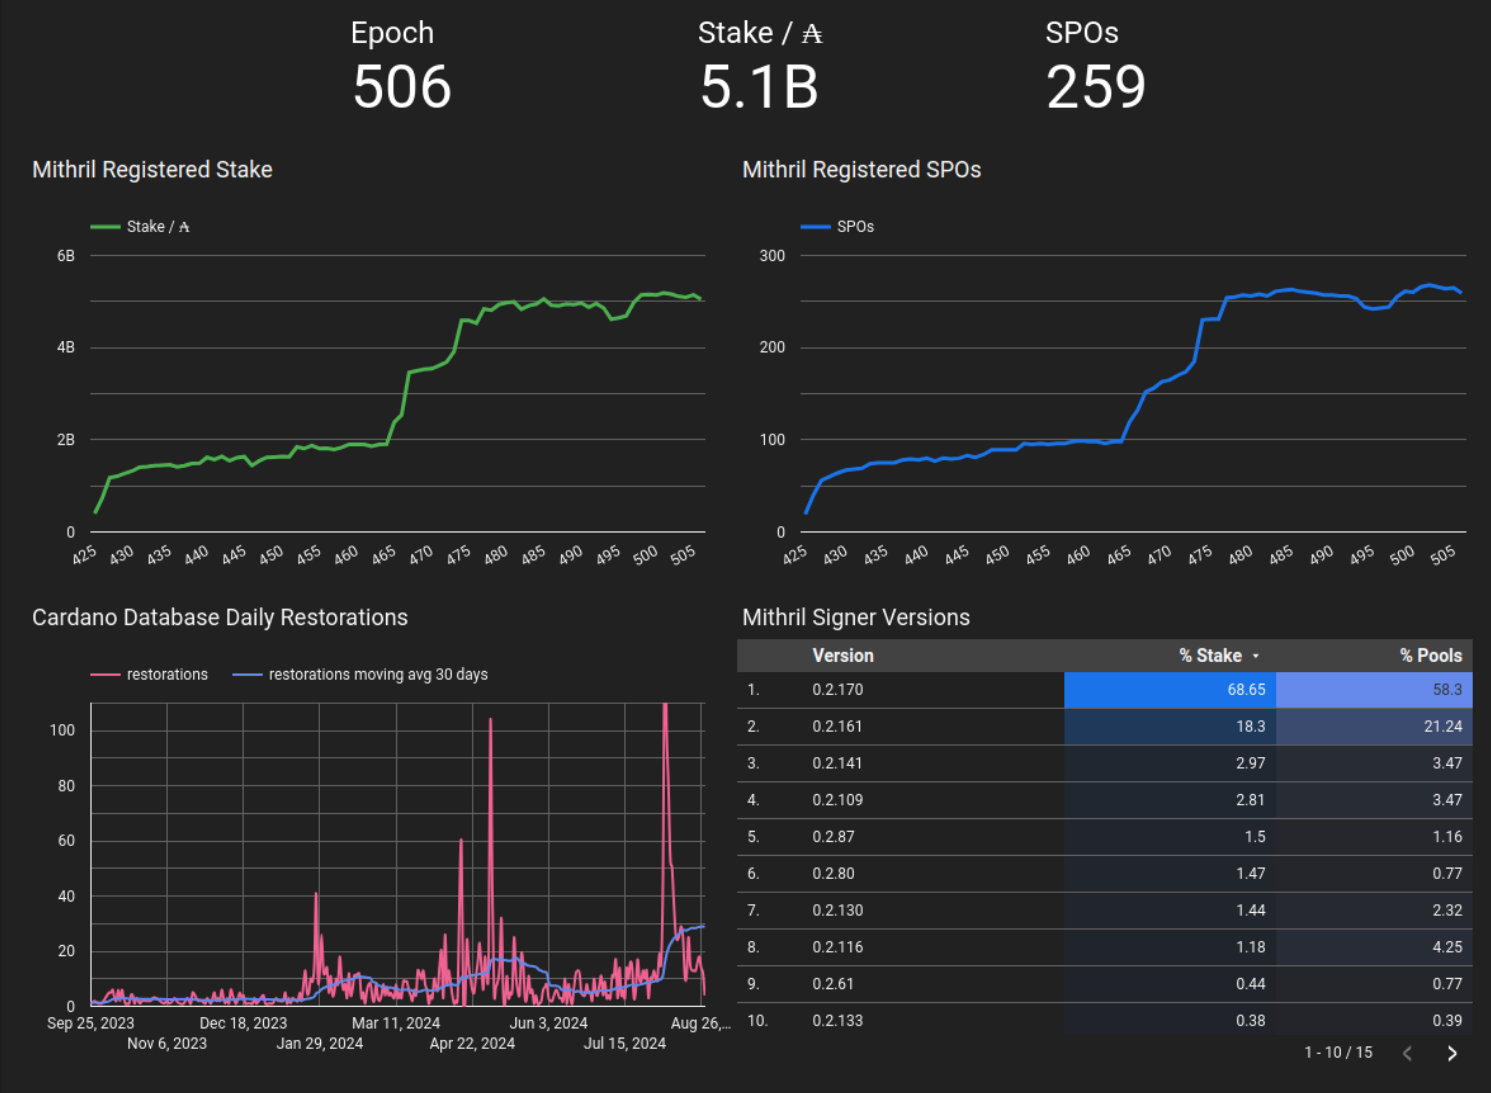 Epoch
Stake / ₳
SPOs
506
5.1B
259
Mithril Registered Stake
Stake / ₳
6B
4B
2B
0
425 430 435 440 445 450 455 460 465 470 475 480 485 490 495 500 505
Mithril Registered SPOs
SPOs
300
200
100
0
425 430 435 440 445 450 455 460 465 470 475 480 485 490 495 500 505
Cardano Database Daily Restorations
restorations restorations moving avg 30 days
100
80
60
40
20
0
Sep 25, 2023 Dec 18, 2023 Mar 11, 2024 Jun 3, 2024 Aug 26,...
Nov 6, 2023 Jan 29, 2024 Apr 22, 2024 Jul 15, 2024
Mithril Signer Versions
Version % Stake % Pools
1. 0.2.170 68.65 58.3
2. 0.2.161 18.3 21.24
3. 0.2.141 2.97 3.47
4. 0.2.109 2.81 3.47
5. 0.2.87 1.5 1.16
6. 0.2.80 1.47 0.77
7. 0.2.130 1.44 2.32
8. 0.2.116 1.18 4.25
9. 0.2.61 0.44 0.77
10. 0.2.133 0.38 0.39
1 - 10 / 15